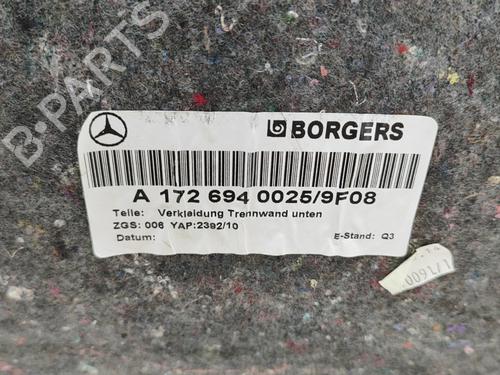 B-PARTS
BORGERS
A 172 694 0025/9F08
Teile: Verkleidung Trennwand unten
ZGS: 006 YAP:2392/10
Datum: E-Stand: Q3